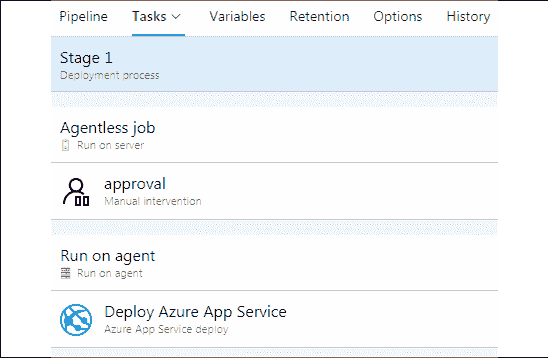 Pipeline Tasks Variables Retention Options History
Stage 1
Deployment process
Agentless job
Run on server
approval
Manual intervention
Run on agent
Run on agent
Deploy Azure App Service
Azure App Service deploy